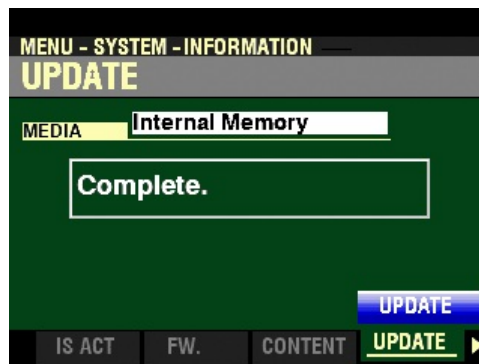 MENU - SYSTEM - INFORMATION
UPDATE
MEDIA Internal Memory
Complete.
UPDATE
IS ACT FW. CONTENT UPDATE